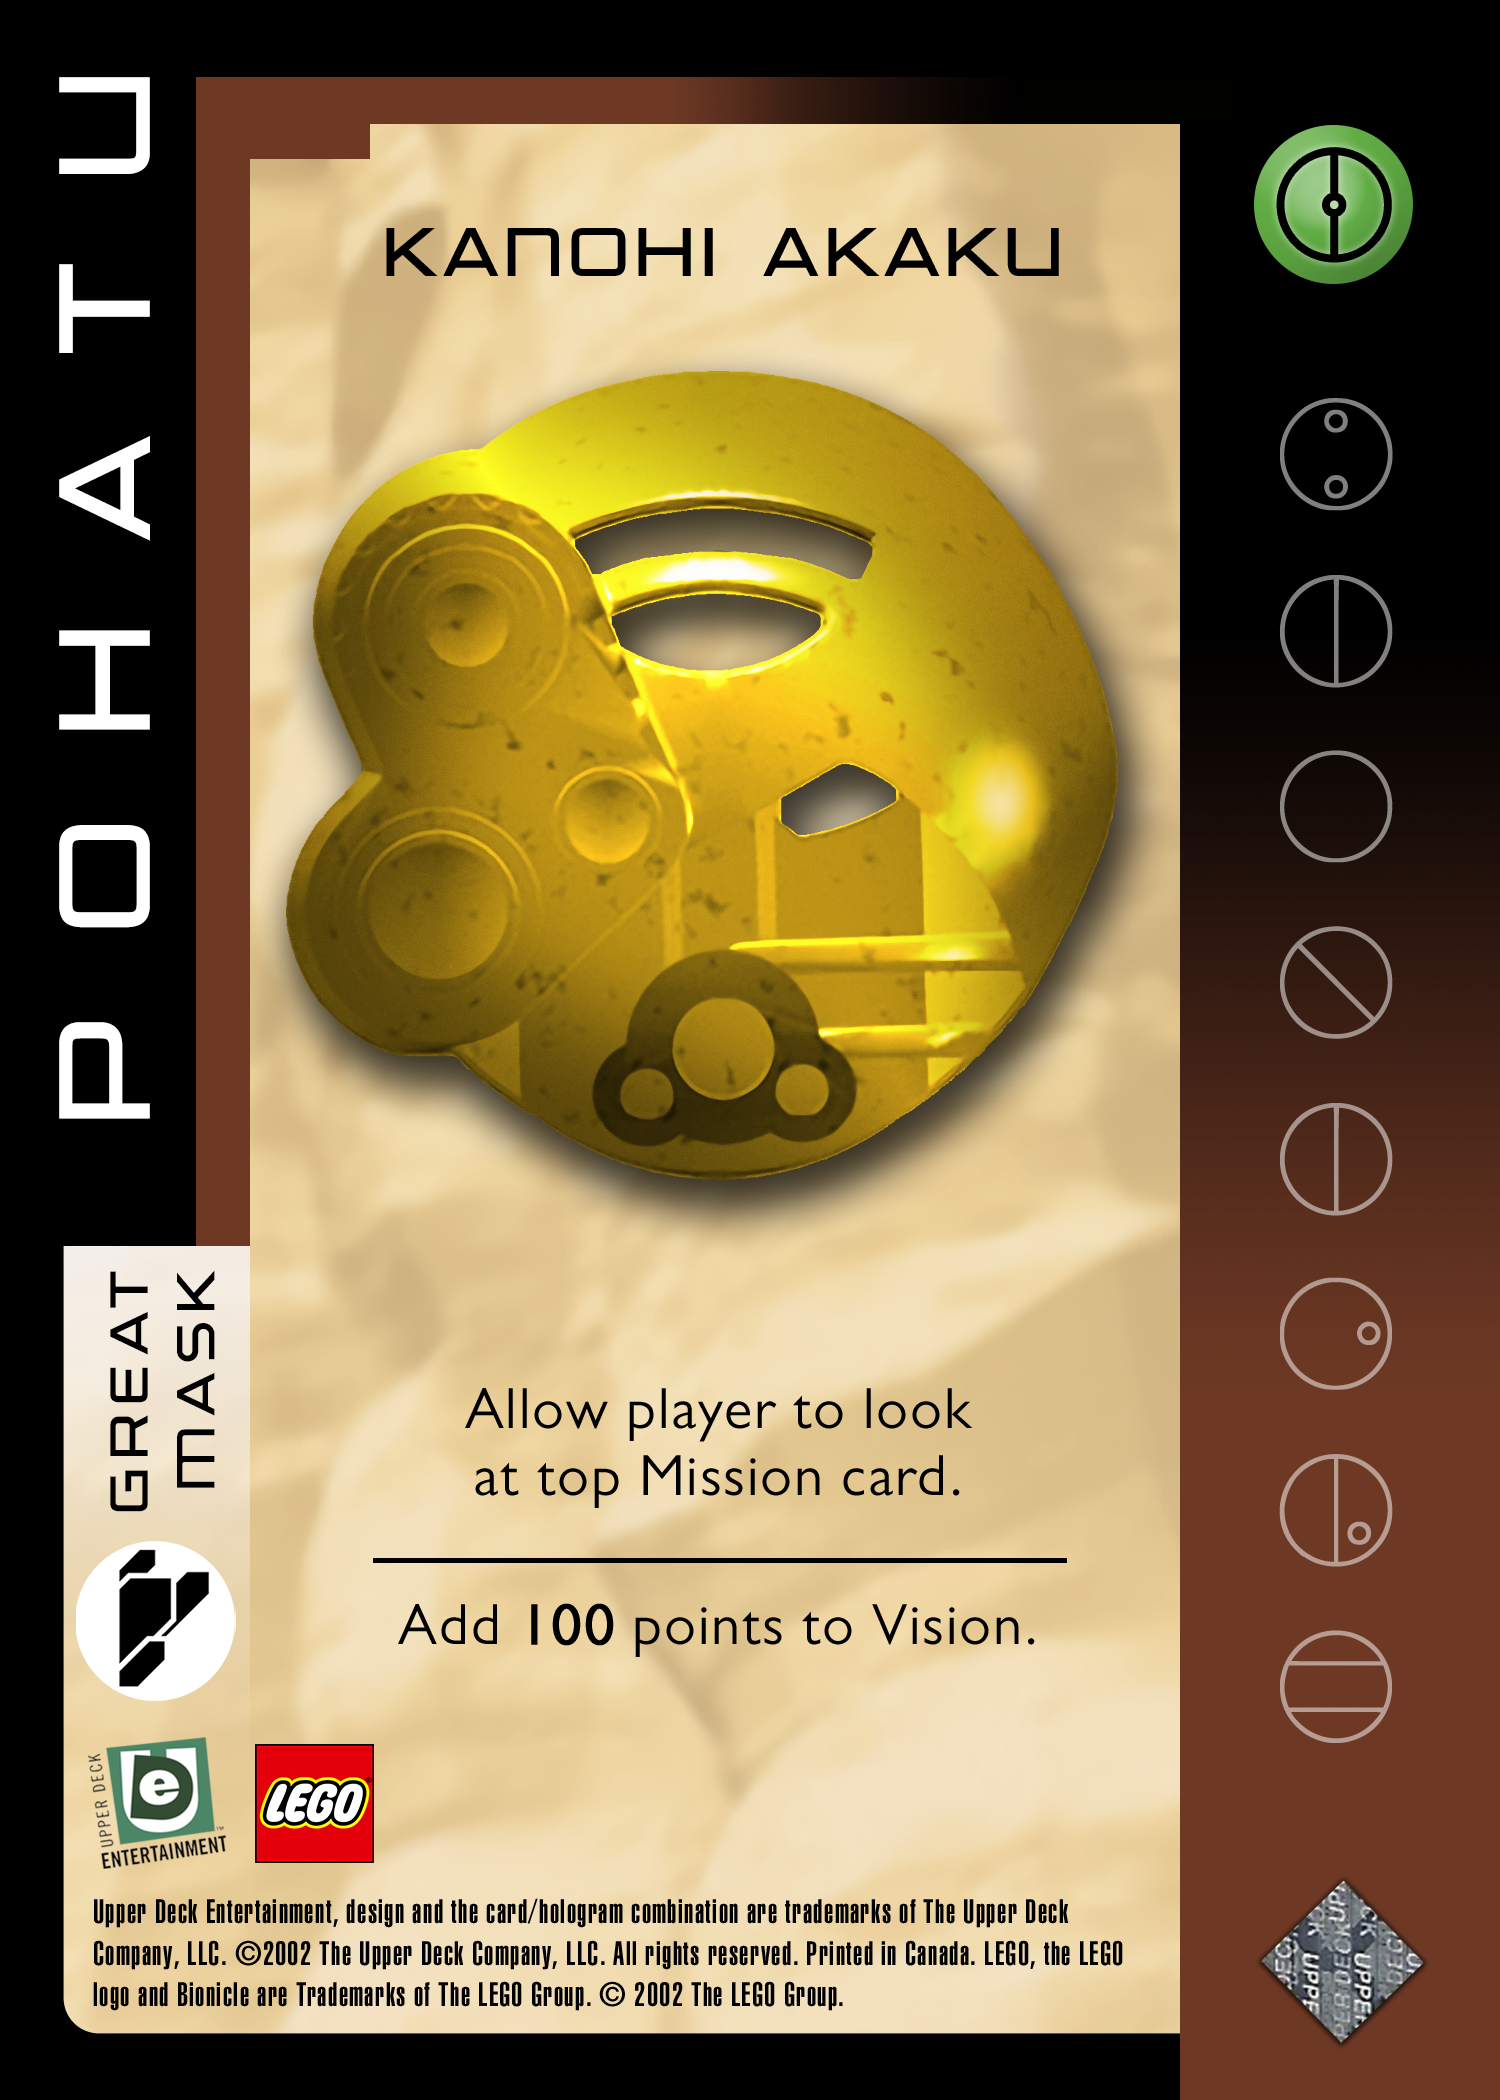 POHATU
KANOHI AKAKU
Allow player to look
at top Mission card.
Add 100 points to Vision.
GREAT
MASK
UPPER DECK
e
ENTERTAINMENT
™
LEGO
Upper Deck Entertainment, design and the card/hologram combination are trademarks of The Upper Deck
Company, LLC. ©2002 The Upper Deck Company, LLC. All rights reserved. Printed in Canada. LEGO, the LEGO
logo and Bionicle are Trademarks of The LEGO Group. © 2002 The LEGO Group.